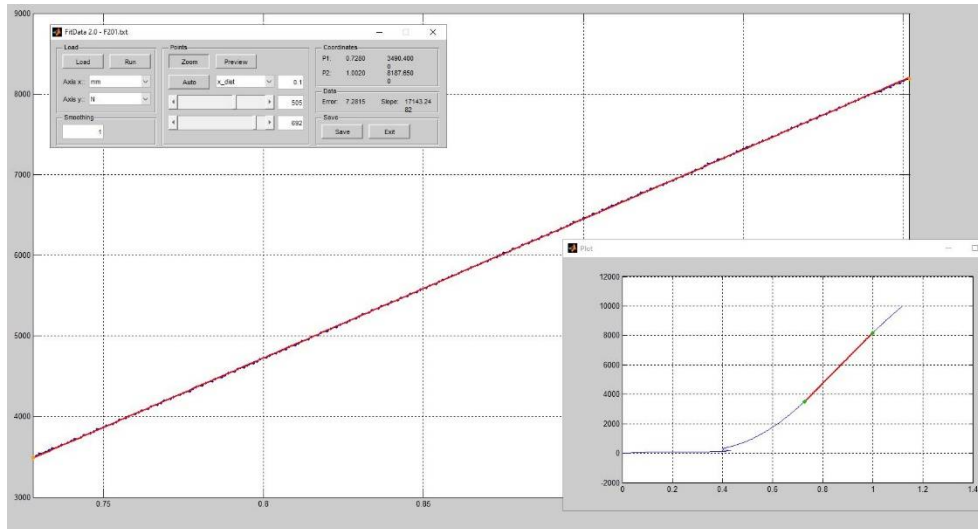 9000
8000
7000
6000
5000
4000
3000
0.75
0.8
0.85
FitData 2.0 - F201.txt
Load
Load
Run
Axis x::
mm
Axis y::
N
Smoothing
1
Points
Zoom
Preview
Auto
x_dist
0.1
505
692
Coordinates
P1: 0.7280 3490.400
0
P2: 1.0020 8187.650
0
Data
Error: 7.2815 Slope: 17143.24
82
Save
Save
Exit
Plot
12000
10000
8000
6000
4000
2000
0
-2000
0 0.2 0.4 0.6 0.8 1 1.2 1.4